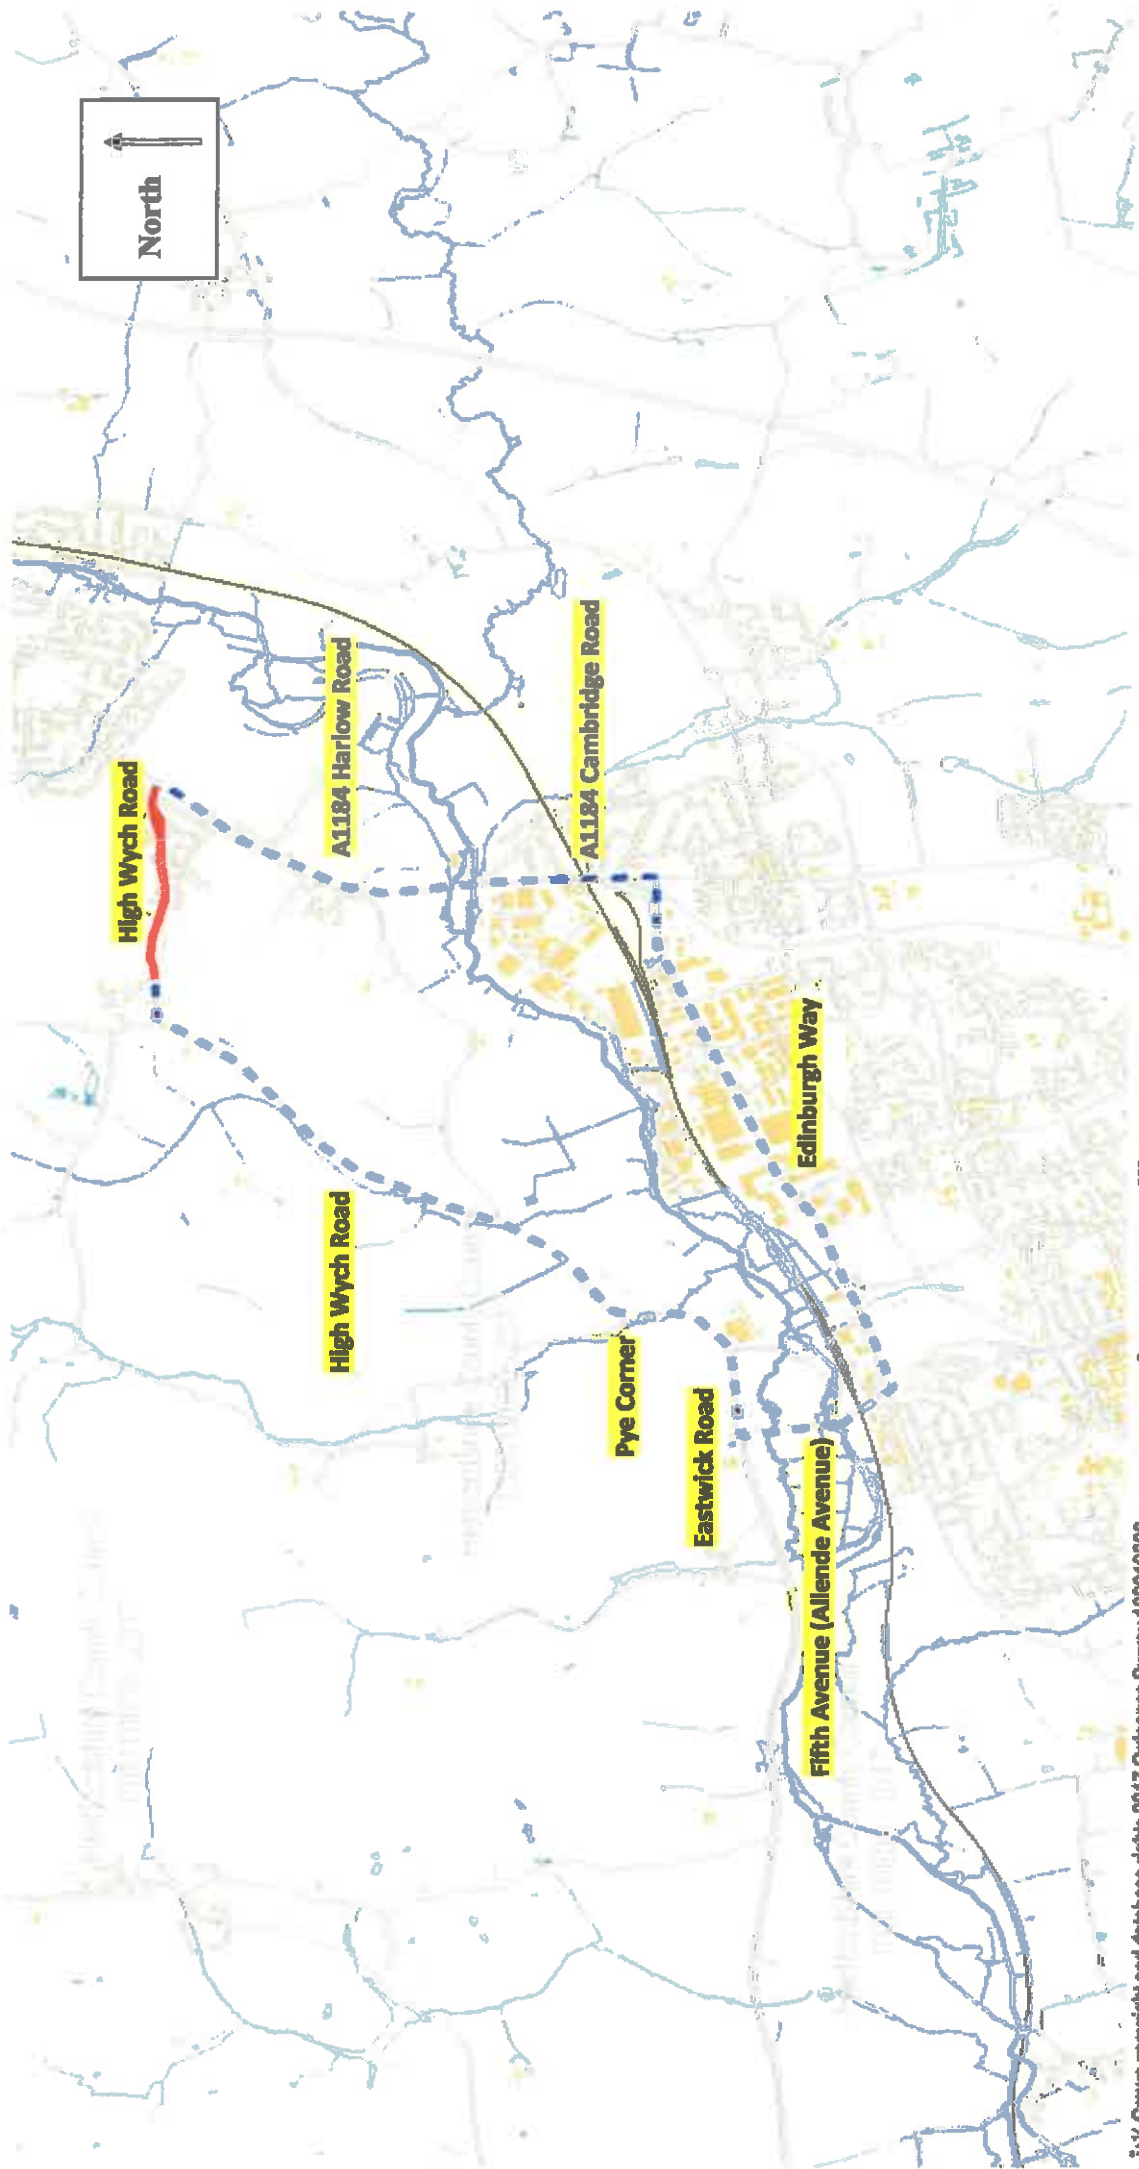 North
High Wych Road
A1184 Harlow Road
A1184 Cambridge Road
High Wych Road
Edinburgh Way
Pye Corner
Eastwick Road
Fifth Avenue (Allende Avenue)